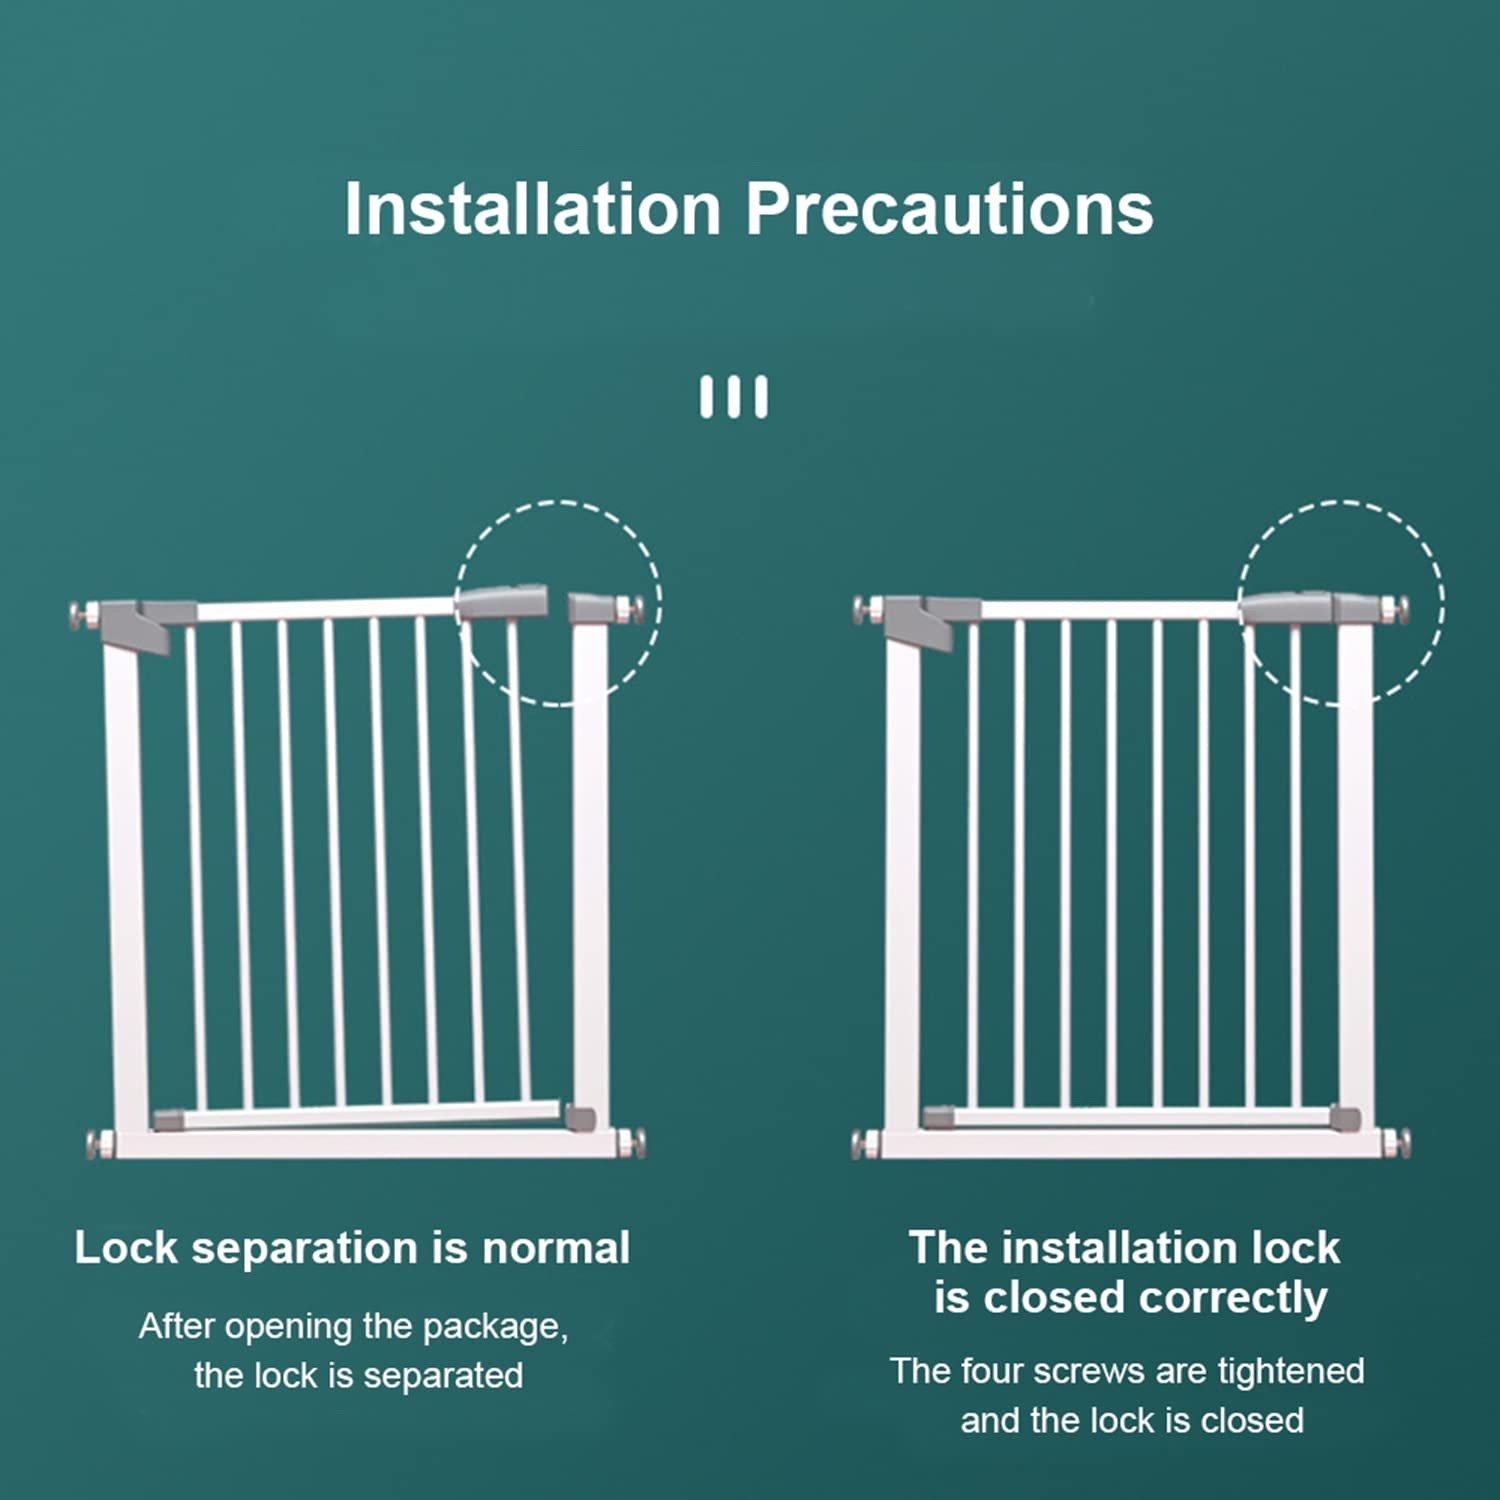 Installation Precautions
Lock separation is normal
After opening the package,
the lock is separated
The installation lock
is closed correctly
The four screws are tightened
and the lock is closed